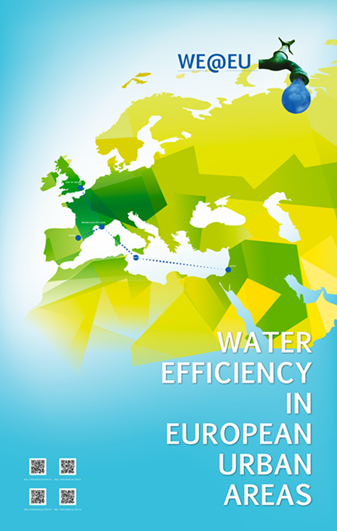 WE@EU
WATER
EFFICIENCY
IN
EUROPEAN
URBAN
AREAS